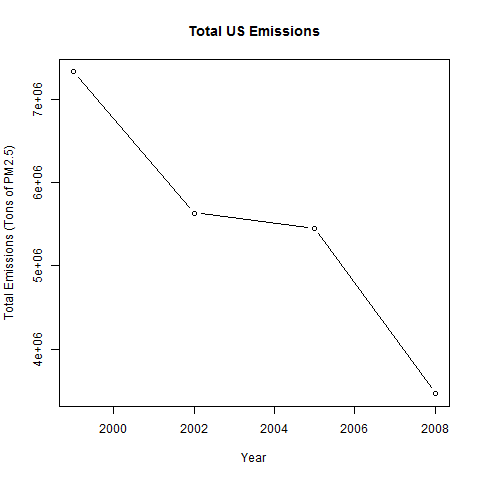 Total US Emissions
Total Emissions (Tons of PM2.5)
7e+06
6e+06
5e+06
4e+06
2000 2002 2004 2006 2008
Year